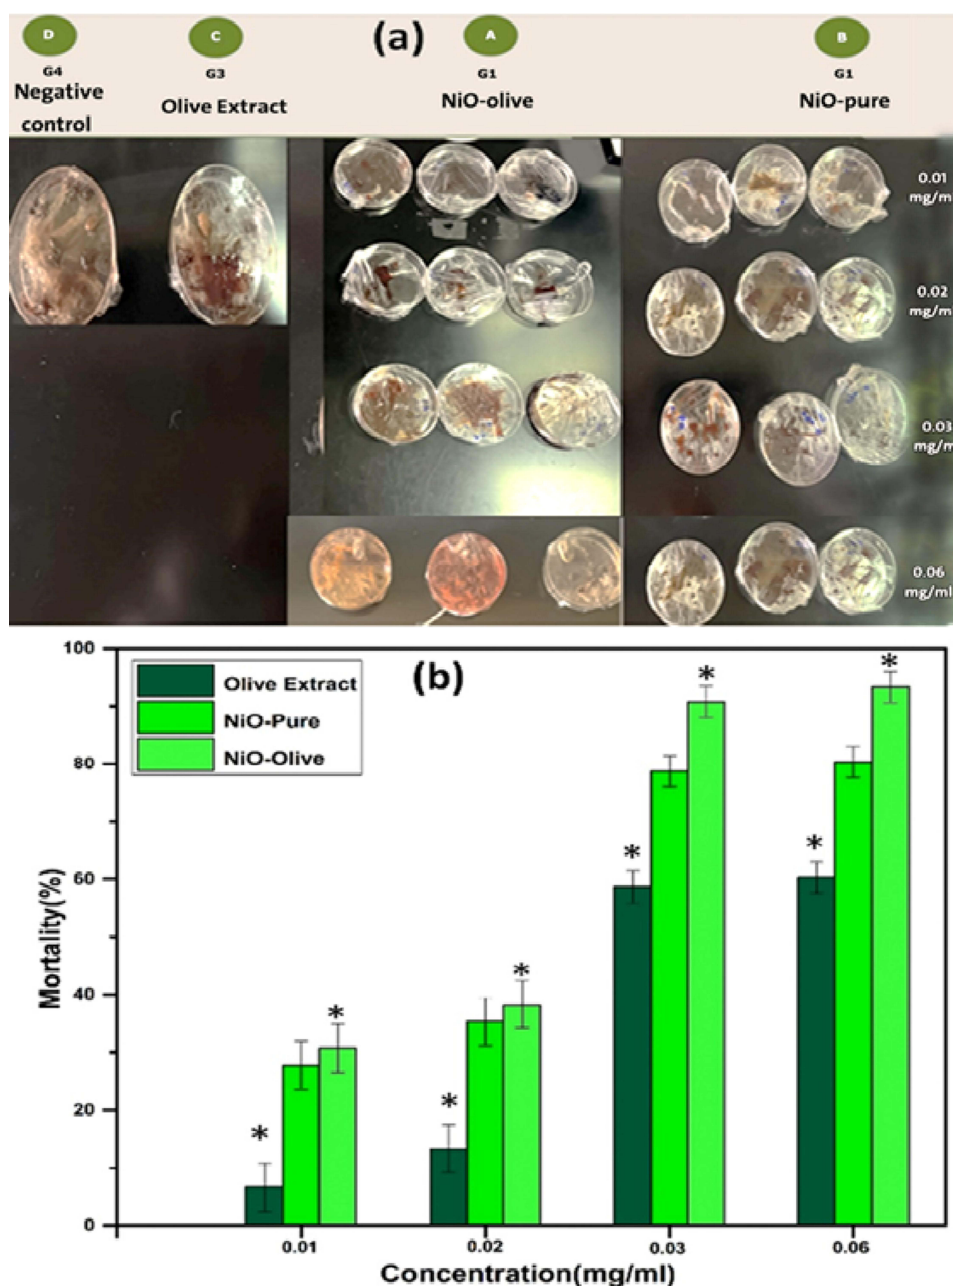 D
G4
Negative
control
C
G3
Olive Extract
(a)
A
G1
NiO-olive
B
G1
NiO-pure
0.01
mg/m
0.02
mg/m
0.03
mg/m
0.06
mg/ml
(b)
Olive Extract
NiO-Pure
NiO-Olive
Mortality(%)
100
80
60
40
20
0
* * * * * * * *
0.01 0.02 0.03 0.06
Concentration(mg/ml)